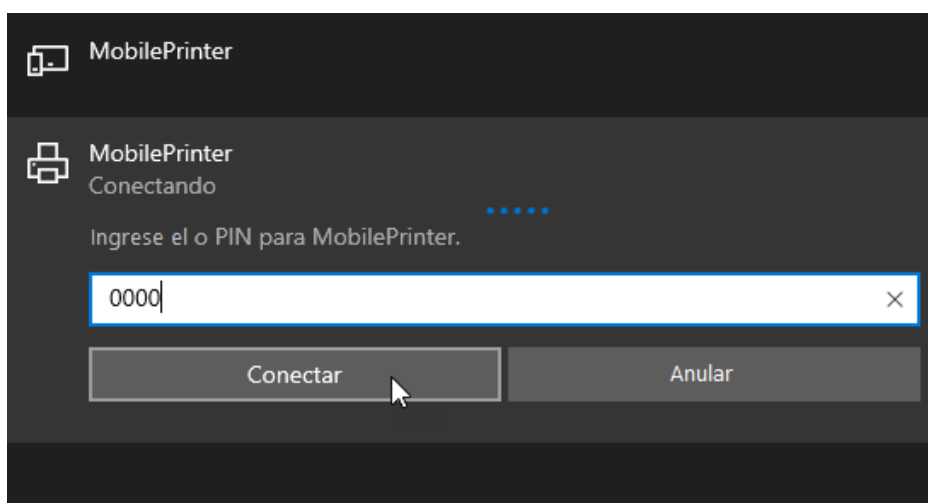 MobilePrinter
MobilePrinter
Conectando
Ingrese el o PIN para MobilePrinter.
0000
Conectar
Anular